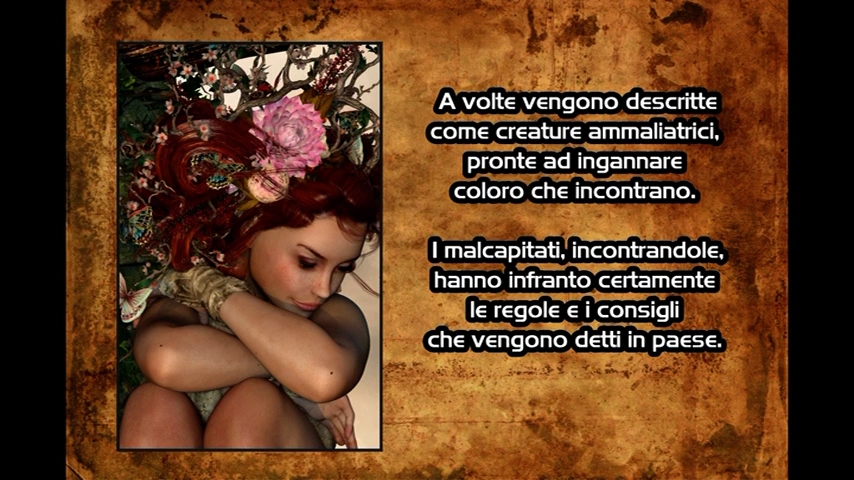 A volte vengono descritte
come creature ammaliatrici,
pronte ad ingannare
coloro che incontrano.
I malcapitati, incontrandole,
hanno infranto certamente
le regole e i consigli
che vengono detti in paese.